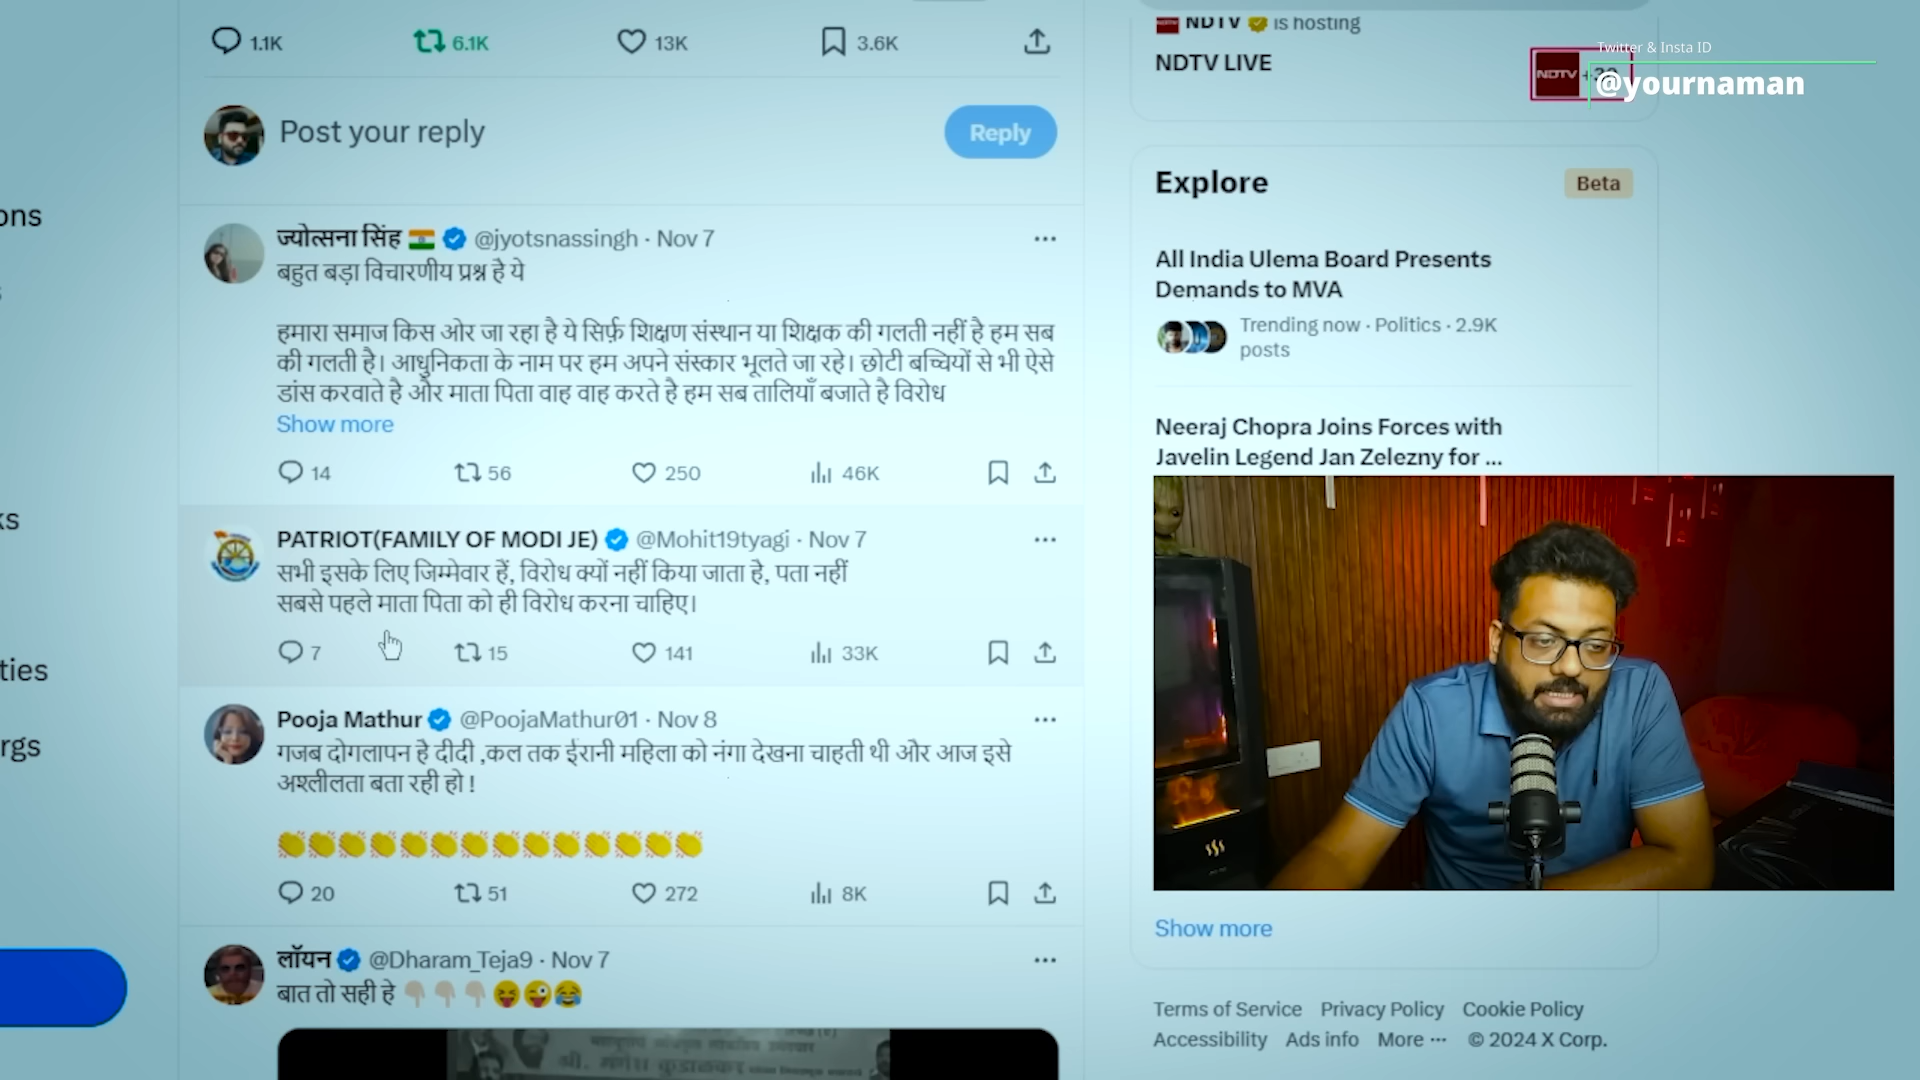 1.1K 6.1K 13K 3.6K
Post your reply
Reply
ज्योत्सना सिंह @jyotsnassingh · Nov 7
बहुत बड़ा विचारणीय प्रश्न है ये
हमारा समाज किस ओर जा रहा है ये सिर्फ़ शिक्षण संस्थान या शिक्षक की गलती नहीं है हम सब
की गलती है। आधुनिकता के नाम पर हम अपने संस्कार भूलते जा रहे। छोटी बच्चियों से भी ऐसे
डांस करवाते है और माता पिता वाह वाह करते है हम सब तालियाँ बजाते है विरोध
Show more
14 56 250 46K
PATRIOT(FAMILY OF MODI JE) @Mohit19tyagi · Nov 7
सभी इसके लिए जिम्मेवार हें, विरोध क्यों नहीं किया जाता हे, पता नहीं
सबसे पहले माता पिता को ही विरोध करना चाहिए।
7 15 141 33K
Pooja Mathur @PoojaMathur01 · Nov 8
गजब दोगलापन है दीदी ,कल तक ईरानी महिला को नंगा देखना चाहती थी और आज इसे
अश्लीलता बता रही हो !
👏👏👏👏👏👏👏👏👏👏👏👏👏👏
20 51 272 8K
लॉयन @Dharam_Teja9 · Nov 7
बात तो सही हे 👇🏼👇🏼👇🏼😝😜😂
ons
ks
ties
rgs
NDTV is hosting
NDTV LIVE
NDTV
Twitter & Insta ID
@yournaman
Explore
Beta
All India Ulema Board Presents
Demands to MVA
Trending now · Politics · 2.9K
posts
Neeraj Chopra Joins Forces with
Javelin Legend Jan Zelezny for ...
Show more
Terms of Service Privacy Policy Cookie Policy
Accessibility Ads info More ··· © 2024 X Corp.